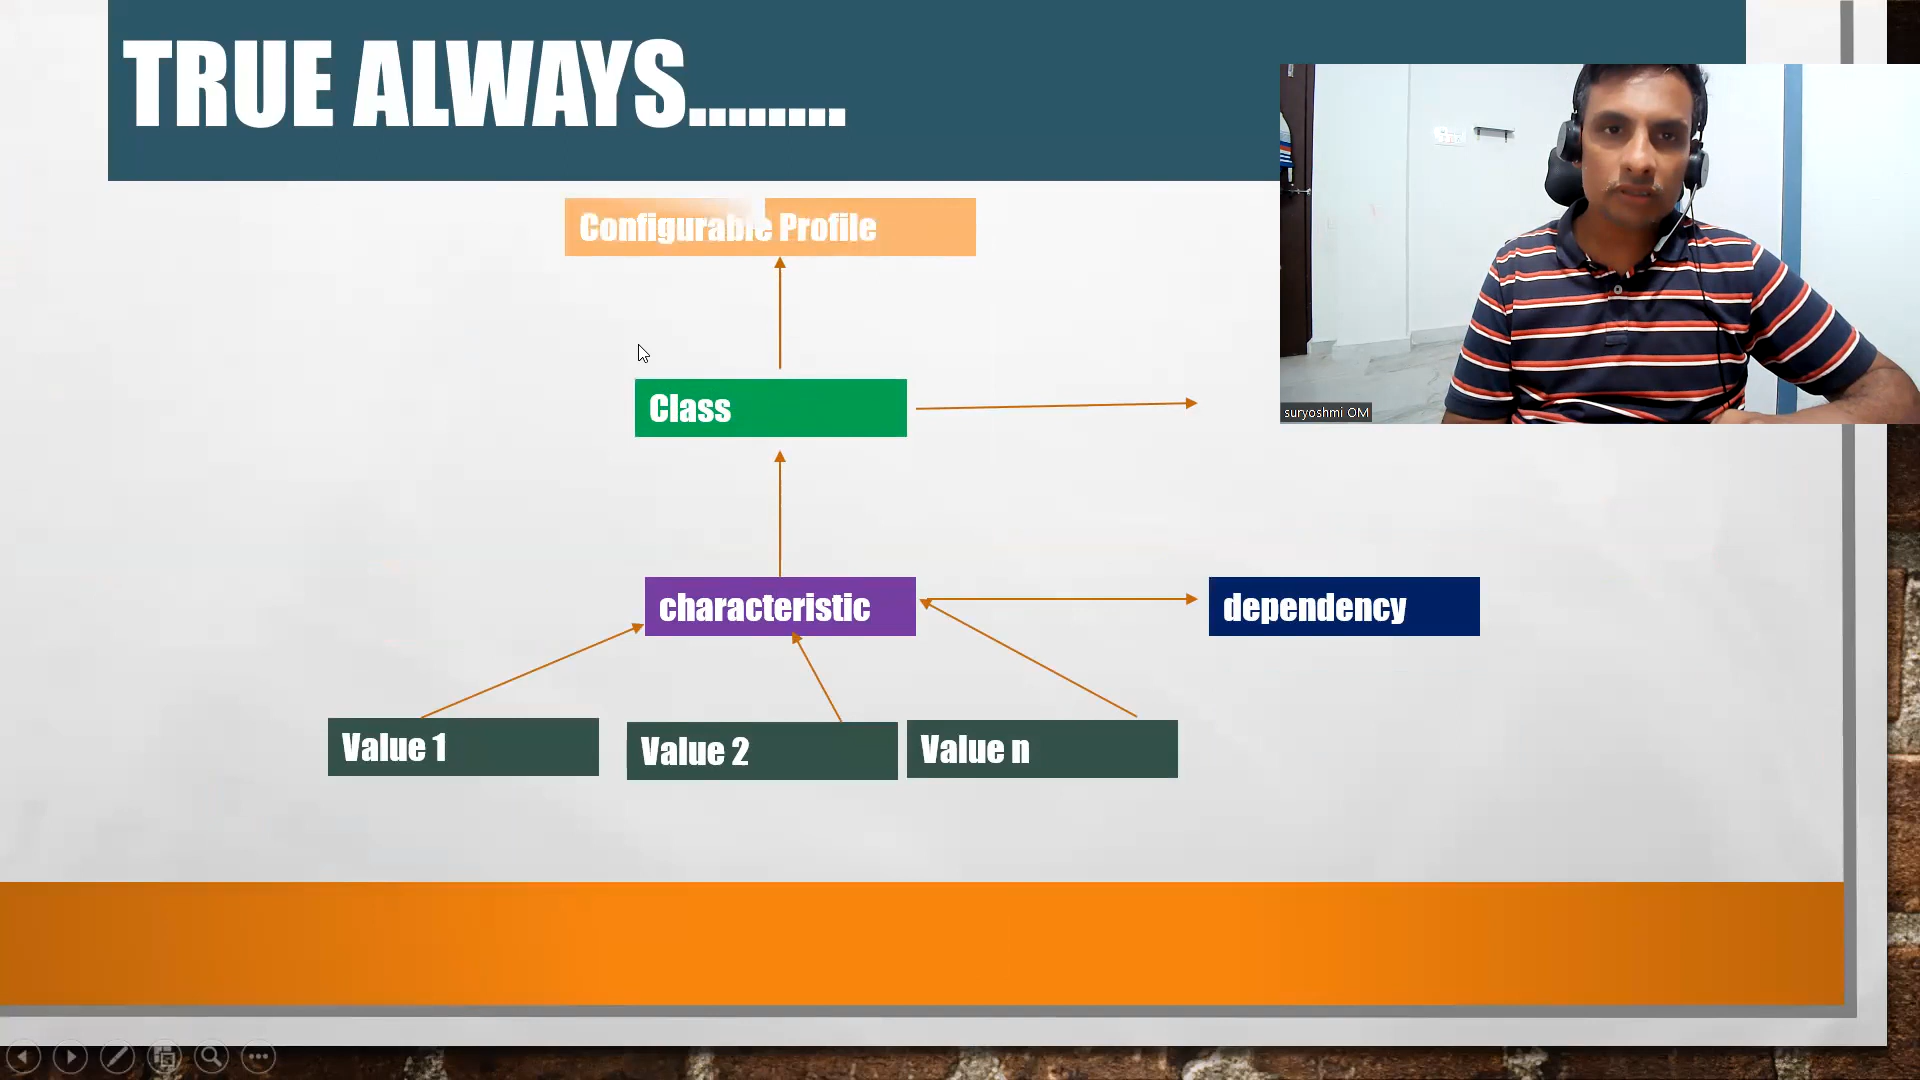 TRUE ALWAYS........
Configurable Profile
Class
suryoshmi OM
characteristic
dependency
Value 1
Value 2
Value n